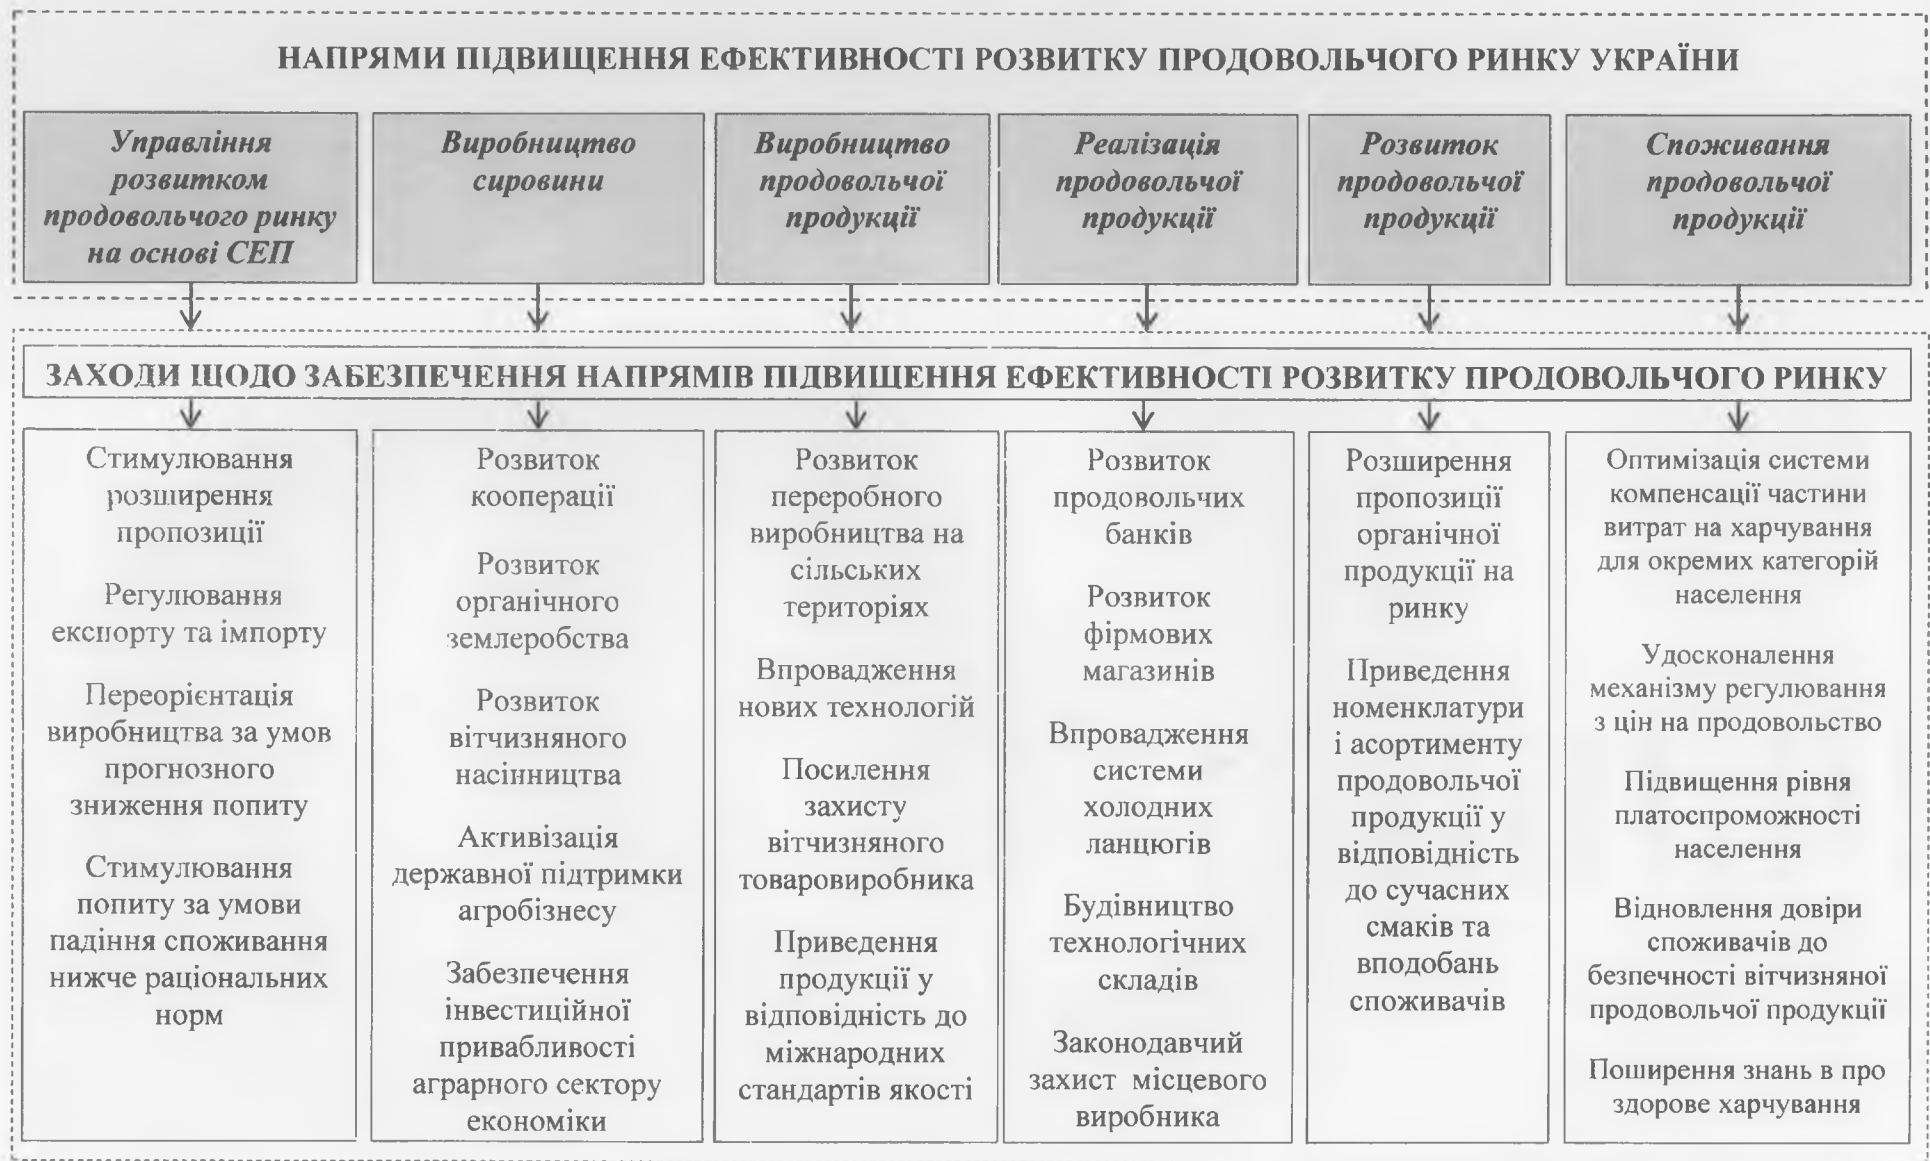 НАПРЯМИ ПІДВИЩЕННЯ ЕФЕКТИВНОСТІ РОЗВИТКУ ПРОДОВОЛЬЧОГО РИНКУ УКРАЇНИ
Управління
розвитком
продовольчого ринку
на основі СЕП
Виробництво
сировини
Виробництво
продовольчої
продукції
Реалізація
продовольчої
продукції
Розвиток
продовольчої
продукції
Споживання
продовольчої
продукції
ЗАХОДИ ЩОДО ЗАБЕЗПЕЧЕННЯ НАПРЯМІВ ПІДВИЩЕННЯ ЕФЕКТИВНОСТІ РОЗВИТКУ ПРОДОВОЛЬЧОГО РИНКУ
Стимулювання
розширення
пропозиції
Регулювання
експорту та імпорту
Переорієнтація
виробництва за умов
прогнозного
зниження попиту
Стимулювання
попиту за умови
падіння споживання
нижче раціональних
норм
Розвиток
кооперації
Розвиток
органічного
землеробства
Розвиток
вітчизняного
насінництва
Активізація
державної підтримки
агробізнесу
Забезпечення
інвестиційної
привабливості
аграрного сектору
економіки
Розвиток
переробного
виробництва на
сільських
територіях
Впровадження
нових технологій
Посилення
захисту
вітчизняного
товаровиробника
Приведення
продукції у
відповідність до
міжнародних
стандартів якості
Розвиток
продовольчих
банків
Розвиток
фірмових
магазинів
Впровадження
системи
холодних
ланцюгів
Будівництво
технологічних
складів
Законодавчий
захист місцевого
виробника
Розширення
пропозиції
органічної
продукції на
ринку
Приведення
номенклатури
і асортименту
продовольчої
продукції у
відповідність
до сучасних
смаків та
вподобань
споживачів
Оптимізація системи
компенсації частини
витрат на харчування
для окремих категорій
населення
Удосконалення
механізму регулювання
з цін на продовольство
Підвищення рівня
платоспроможності
населення
Відновлення довіри
споживачів до
безпечності вітчизняної
продовольчої продукції
Поширення знань в про
здорове харчування